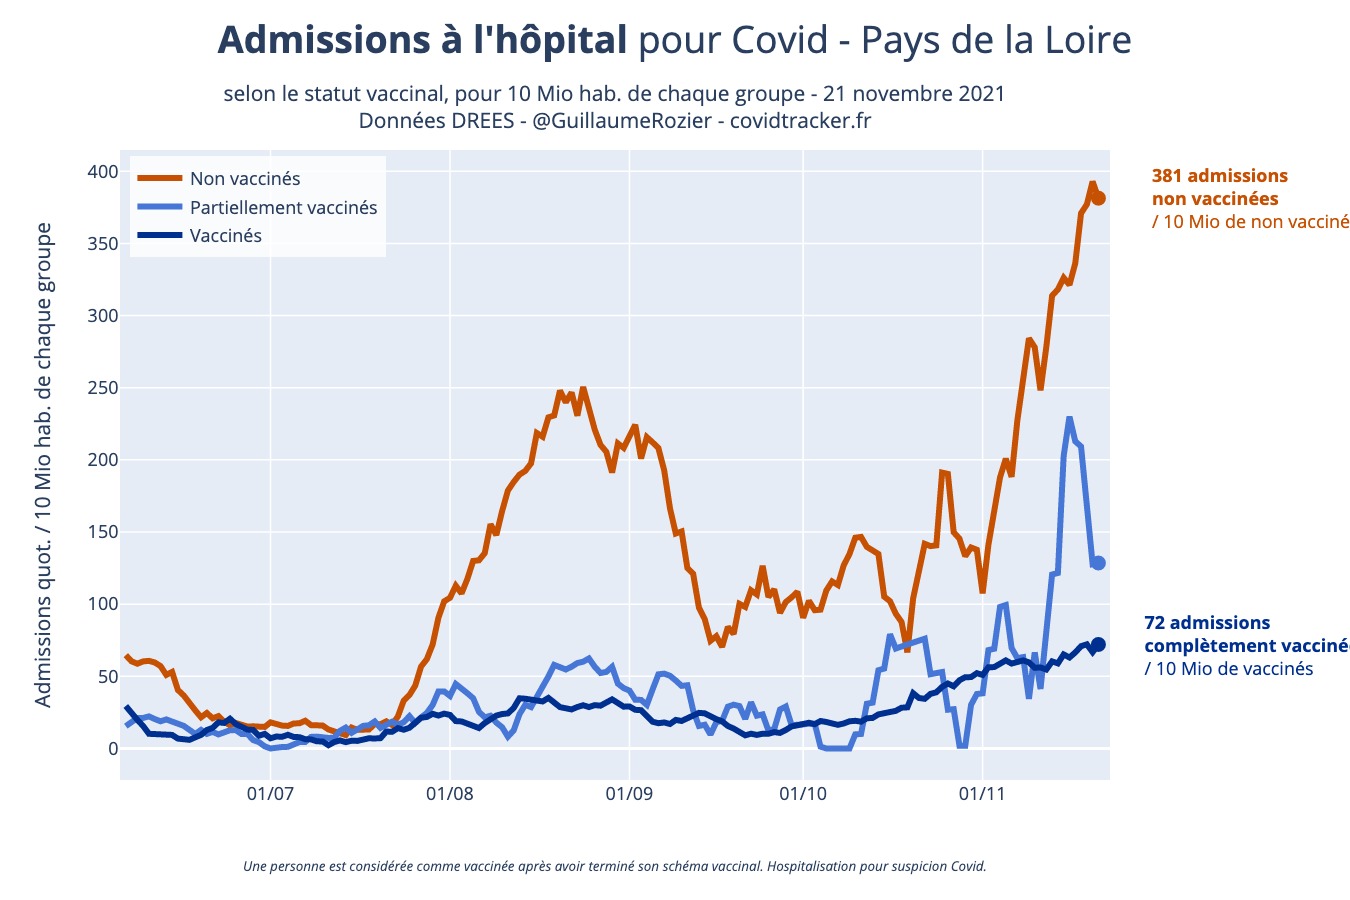 Admissions à l'hôpital pour Covid - Pays de la Loire
selon le statut vaccinal, pour 10 Mio hab. de chaque groupe - 21 novembre 2021
Données DREES - @GuillaumeRozier - covidtracker.fr
Non vaccinés
Partiellement vaccinés
Vaccinés
Admissions quot. / 10 Mio hab. de chaque groupe
400
350
300
250
200
150
100
50
0
01/07
01/08
01/09
01/10
01/11
381 admissions
non vaccinées
/ 10 Mio de non vacciné
72 admissions
complètement vacciné
/ 10 Mio de vaccinés
Une personne est considérée comme vaccinée après avoir terminé son schéma vaccinal. Hospitalisation pour suspicion Covid.